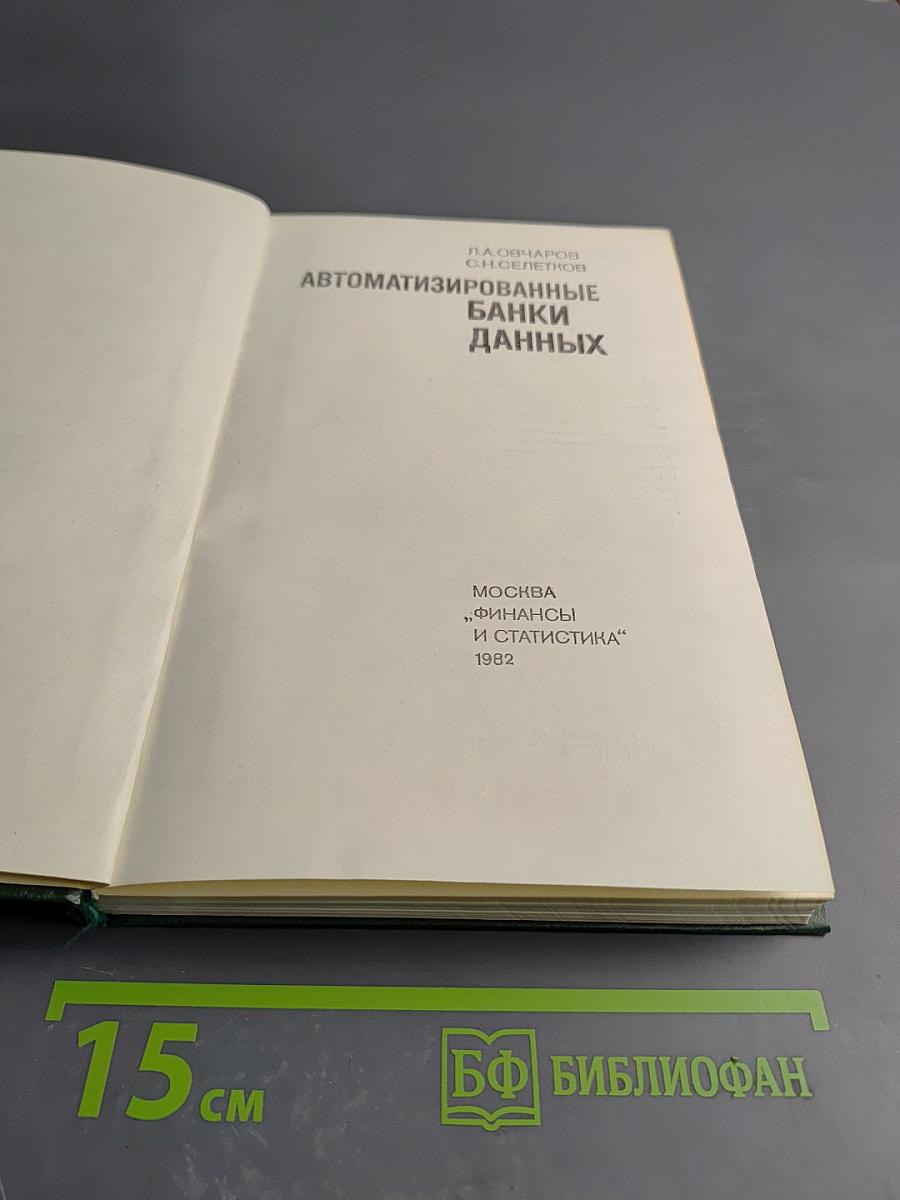 Л.А.ОВЧАРОВ
С.Н.СЕЛЕТКОВ
АВТОМАТИЗИРОВАННЫЕ
БАНКИ
ДАННЫХ
МОСКВА
„ФИНАНСЫ
И СТАТИСТИКА“
1982
15 см
БФ БИБЛИОФАН